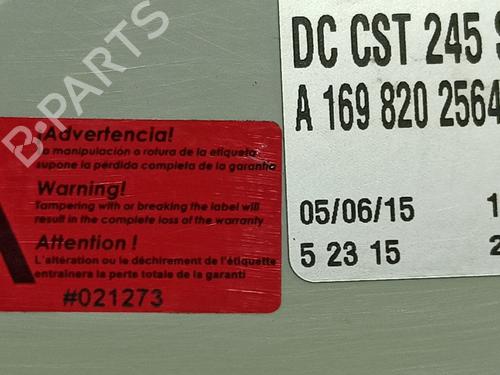 DC CST 245
A 169 820 2564
05/06/15 1
5 23 15 2
¡Advertencia!
manipulación o rotura de la etiqueta
supone la pérdida completa de la garantía
Warning!
Tampering with or breaking the label will
result in the complete loss of the warranty
Attention !
L'altération ou le déchirement de l'étiquette
entraînera la perte totale de la garanti
#021273
B-PARTS